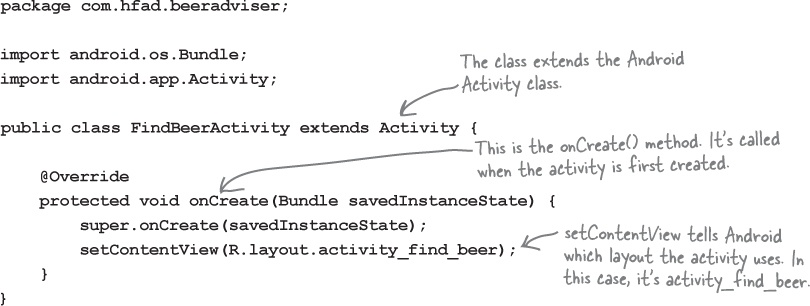 package com.hfad.beeradviser;
import android.os.Bundle;
import android.app.Activity;
The class extends the Android
Activity class.
public class FindBeerActivity extends Activity {
This is the onCreate() method. It's called
when the activity is first created.
@Override
protected void onCreate(Bundle savedInstanceState) {
super.onCreate(savedInstanceState);
setContentView(R.layout.activity_find_beer);
setContentView tells Android
which layout the activity uses. In
this case, it's activity_find_beer.
}
}